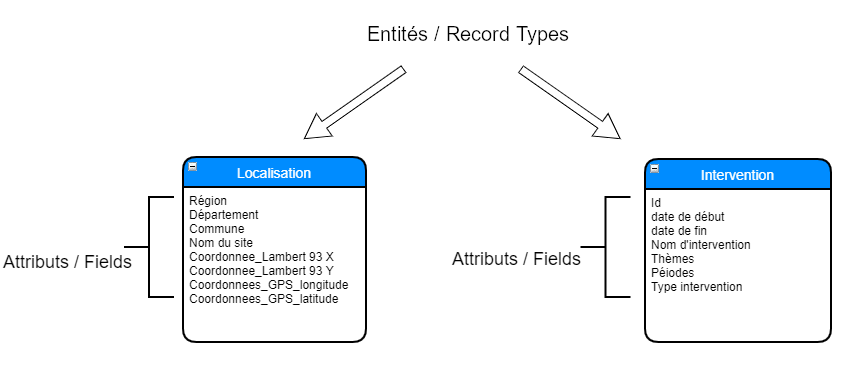 Entités / Record Types
Localisation
Région
Département
Commune
Nom du site
Coordonnee_Lambert 93 X
Coordonnee_Lambert 93 Y
Coordonnees_GPS_longitude
Coordonnees_GPS_latitude
Attributs / Fields
Intervention
Id
date de début
date de fin
Nom d'intervention
Thèmes
Péiodes
Type intervention
Attributs / Fields